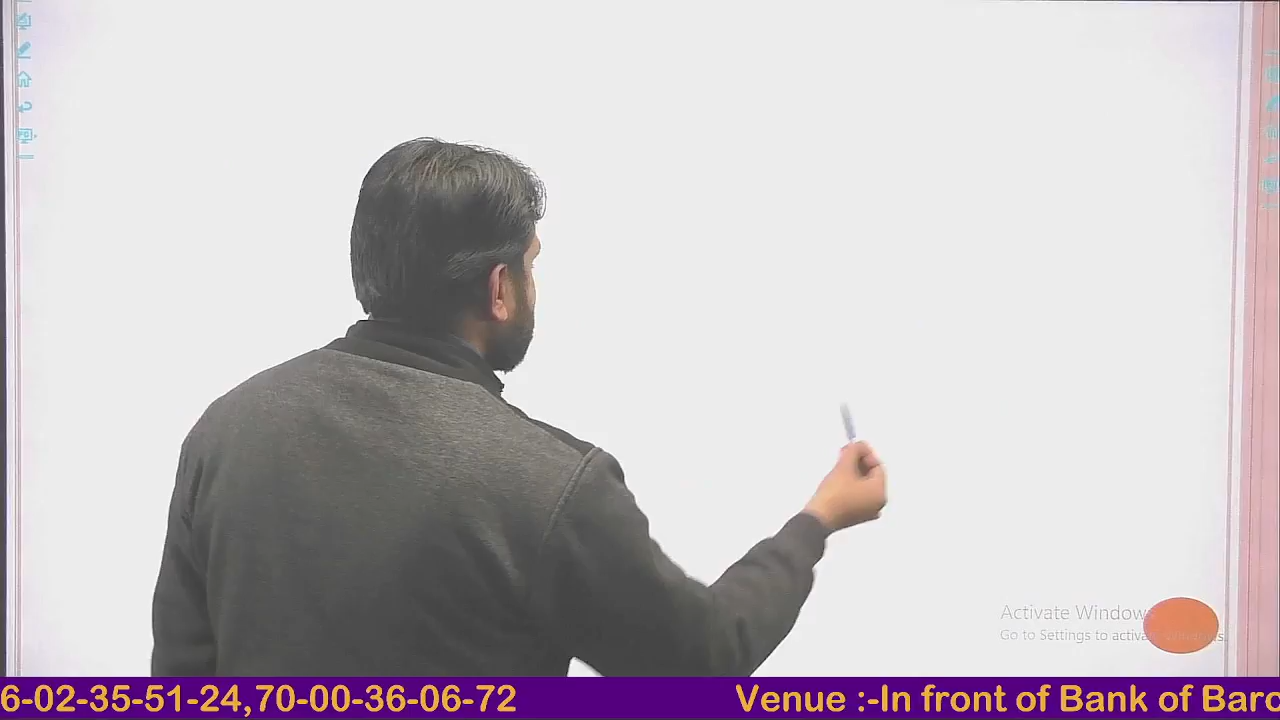 Activate Windows
Go to Settings to activate Windows.
6-02-35-51-24,70-00-36-06-72 Venue :-In front of Bank of Baro